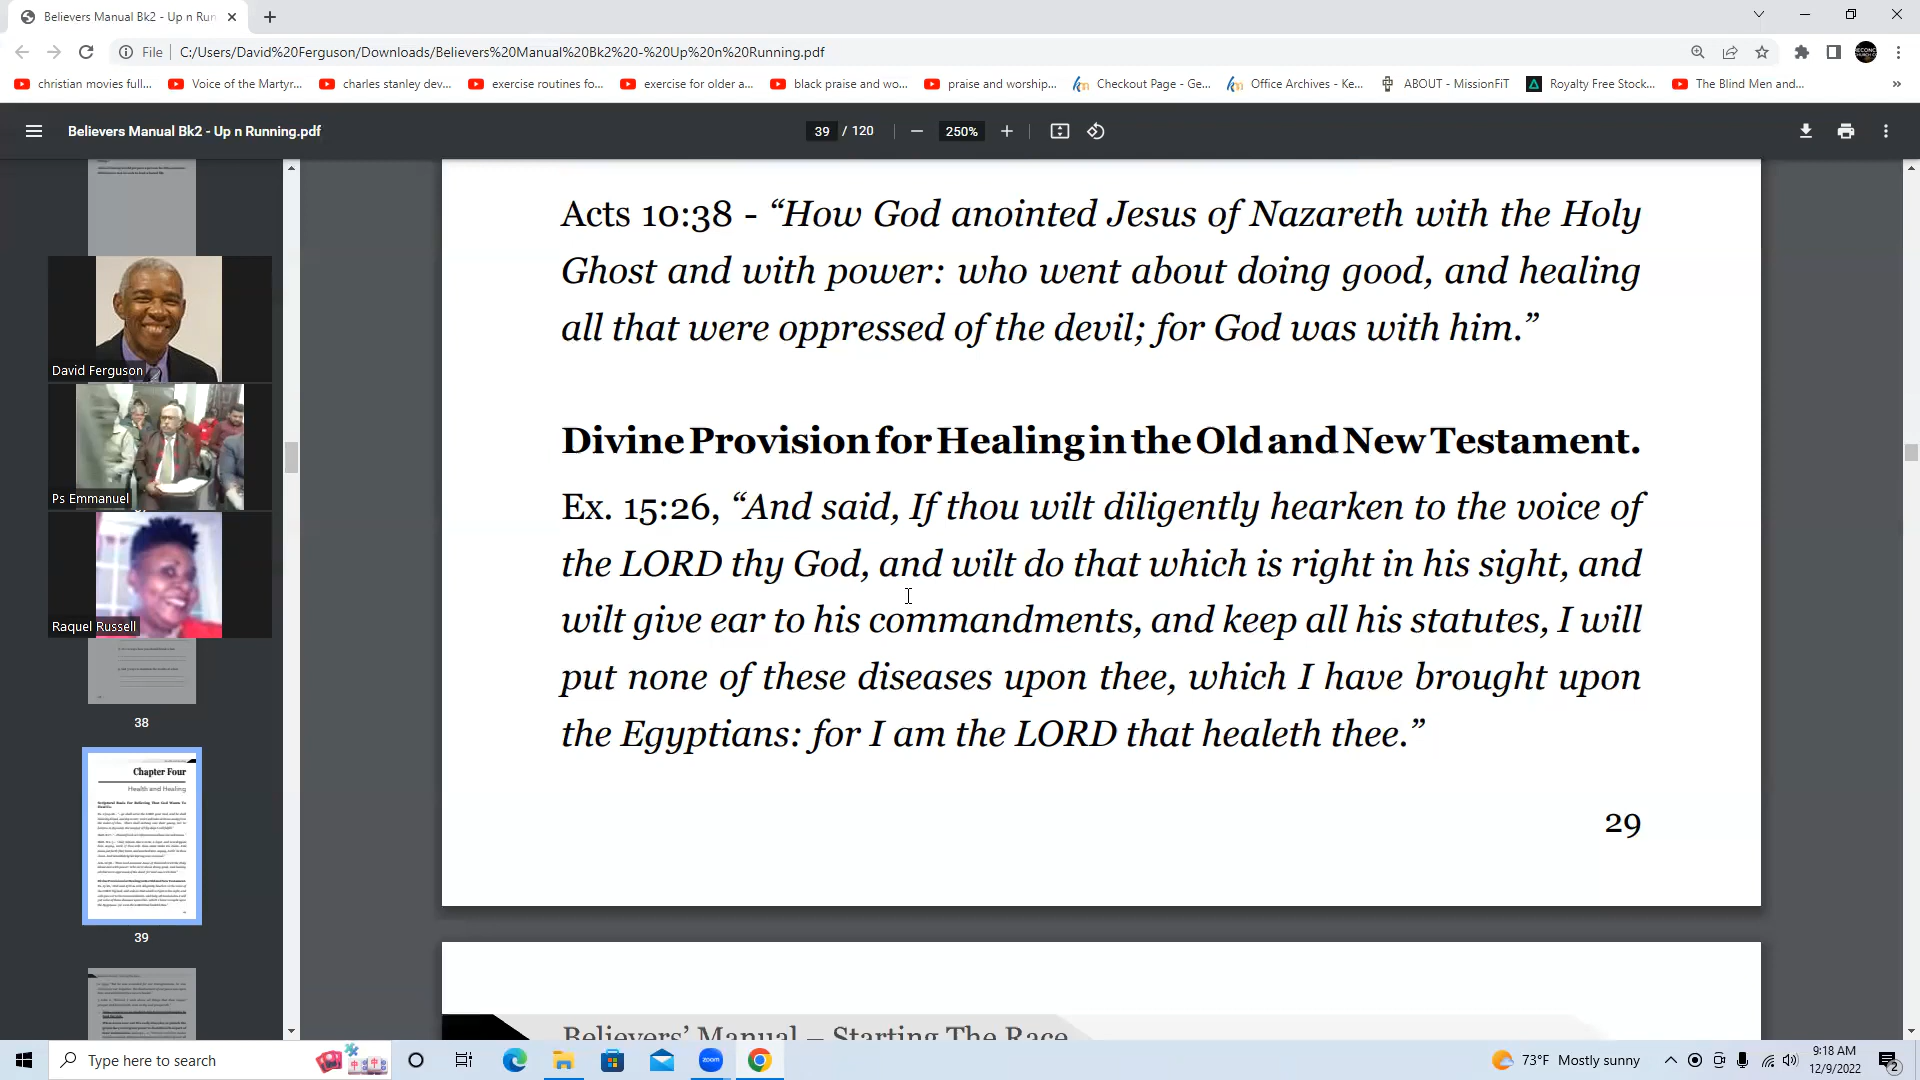 Believers Manual Bk2 - Up n Run
File C:/Users/David%20Ferguson/Downloads/Believers%20Manual%20Bk2%20-%20Up%20n%20Running.pdf
christian movies full... Voice of the Martyr... charles stanley dev... exercise routines fo... exercise for older a... black praise and wo... praise and worship... Checkout Page - Ge... Office Archives - Ke... ABOUT - MissionFiT Royalty Free Stock... The Blind Men and... »
Believers Manual Bk2 - Up n Running.pdf 39 / 120 250%
David Ferguson
Ps Emmanuel
Raquel Russell
38
Chapter Four
Health and Healing
39
Acts 10:38 - “How God anointed Jesus of Nazareth with the Holy
Ghost and with power: who went about doing good, and healing
all that were oppressed of the devil; for God was with him.”
Divine Provision for Healing in the Old and New Testament.
Ex. 15:26, “And said, If thou wilt diligently hearken to the voice of
the LORD thy God, and wilt do that which is right in his sight, and
wilt give ear to his commandments, and keep all his statutes, I will
put none of these diseases upon thee, which I have brought upon
the Egyptians: for I am the LORD that healeth thee.”
29
Believers’ Manual – Starting The Race
Type here to search
zoom
73°F Mostly sunny
9:18 AM
12/9/2022
2